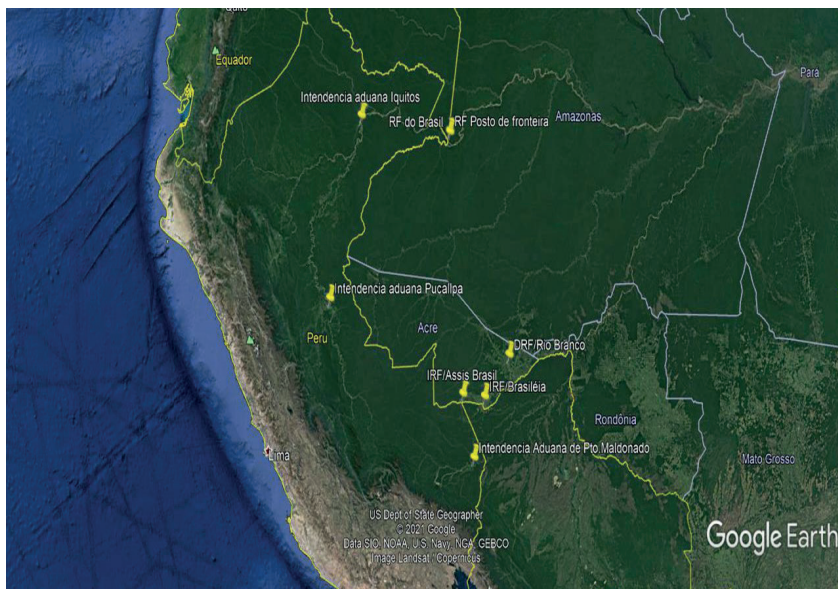 Quito
Equador
Pará
Intendencia aduana Iquitos
RF do Brasil
RF Posto de fronteira
Amazonas
Intendencia aduana Pucallpa
Peru
Acre
DRF/Rio Branco
IRF/Assis Brasil
IRF/Brasiléia
Rondônia
Intendencia Aduana de Pto.Maldonado
Lima
Mato Grosso
US Dept of State Geographer
© 2021 Google
Data SIO, NOAA, U.S. Navy, NGA, GEBCO
Image Landsat / Copernicus
Google Earth